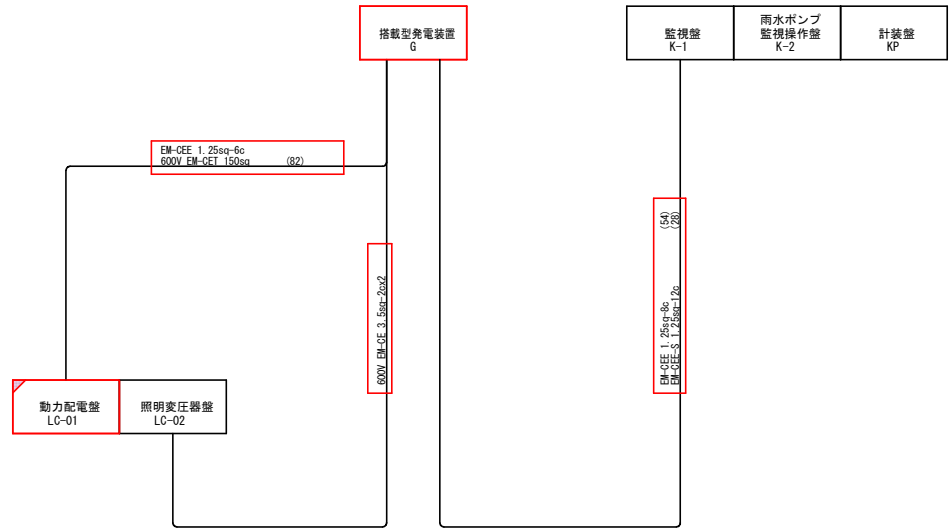 搭載型発電装置
G
監視盤
K-1
雨水ポンプ
監視操作盤
K-2
計装盤
KP
EM-CEE 1.25sq-6c
600V EM-CET 150sq (82)
600V EM-CE 3.5sq-2cx2
EM-CEE 1.25sq-8c (54)
EM-CEE-S 1.25sq-12c (28)
動力配電盤
LC-01
照明変圧器盤
LC-02